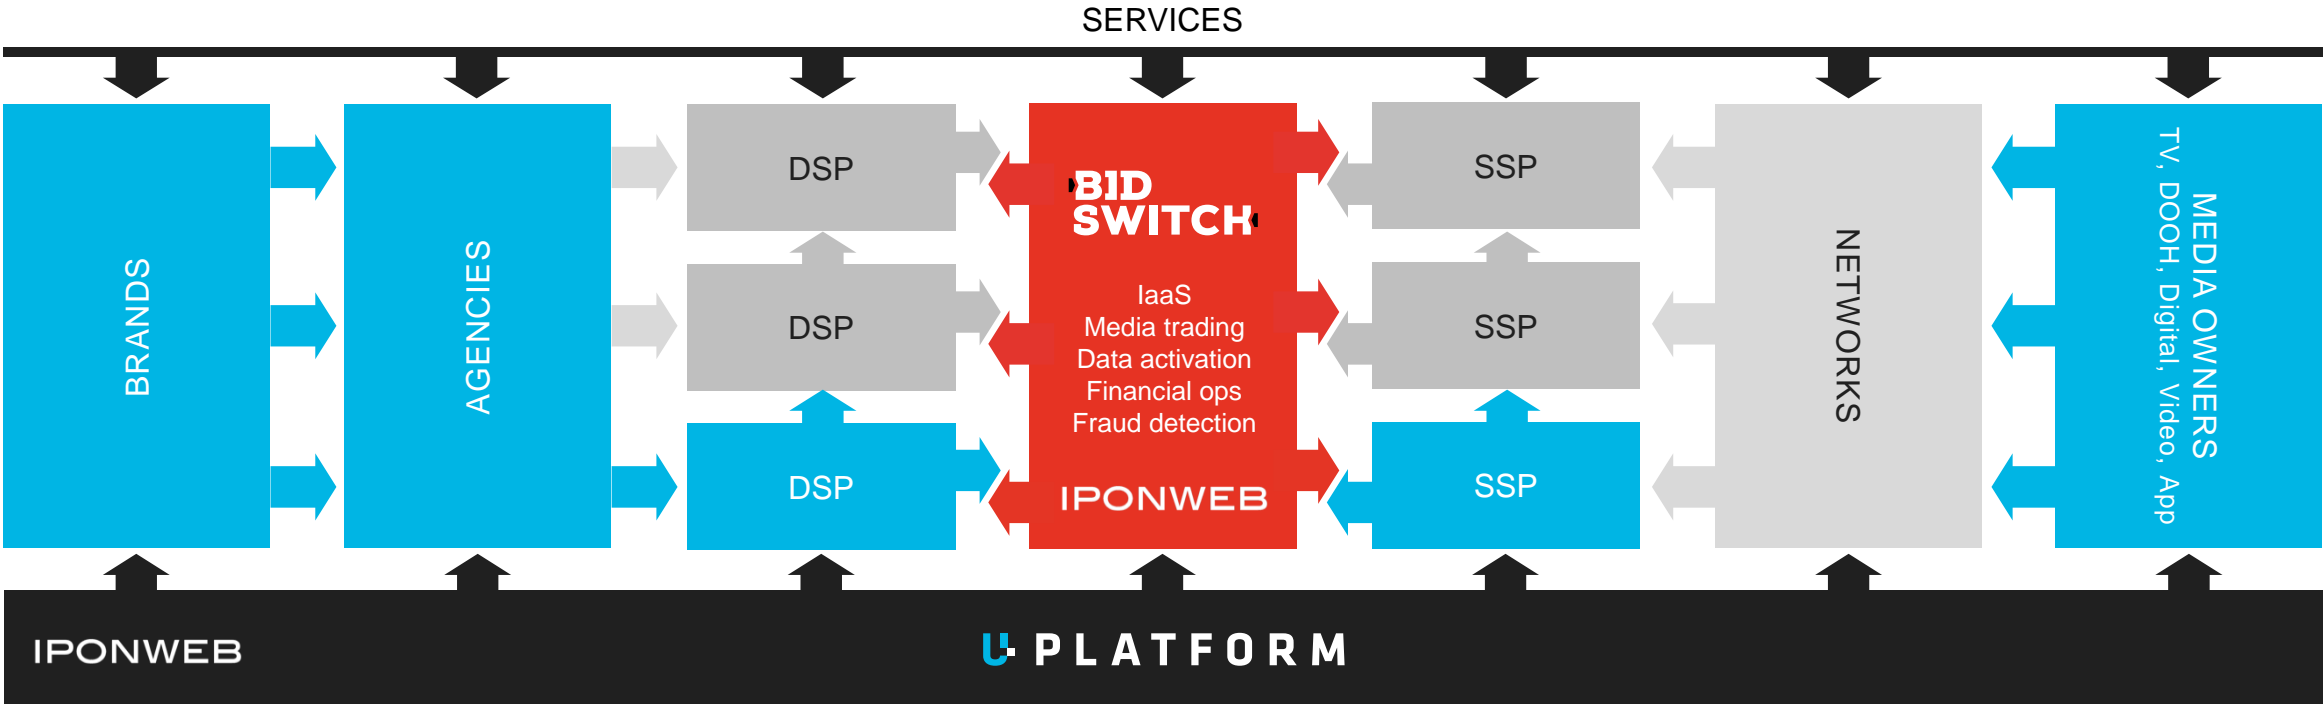 SERVICES
BRANDS
AGENCIES
DSP
DSP
DSP
BID
SWITCH
IaaS
Media trading
Data activation
Financial ops
Fraud detection
IPONWEB
SSP
SSP
SSP
NETWORKS
MEDIA OWNERS
TV, DOOH, Digital, Video, App
IPONWEB
U PLATFORM